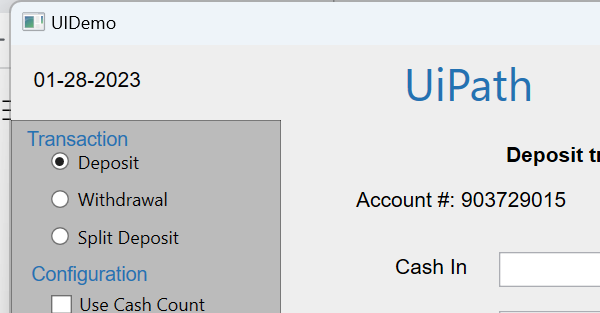 UIDemo
01-28-2023
UiPath
Transaction
Deposit
Withdrawal
Split Deposit
Configuration
Use Cash Count
Deposit
Account #: 903729015
Cash In